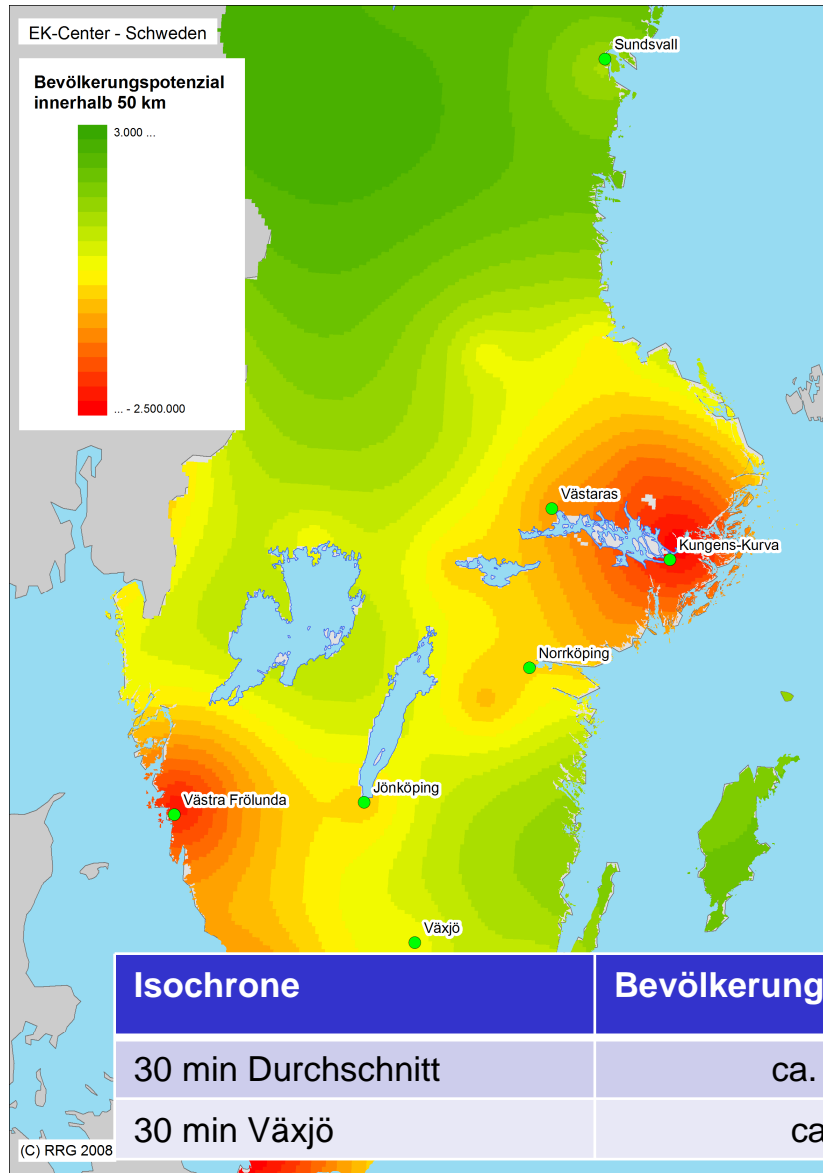 EK-Center - Schweden
Bevölkerungspotenzial
innerhalb 50 km
3.000 ...
... - 2.500.000
Sundsvall
Västaras
Kungens-Kurva
Norrköping
Jönköping
Västra Frölunda
Växjö
Isochrone
Bevölkerung
30 min Durchschnitt
ca.
30 min Växjö
ca
(C) RRG 2008